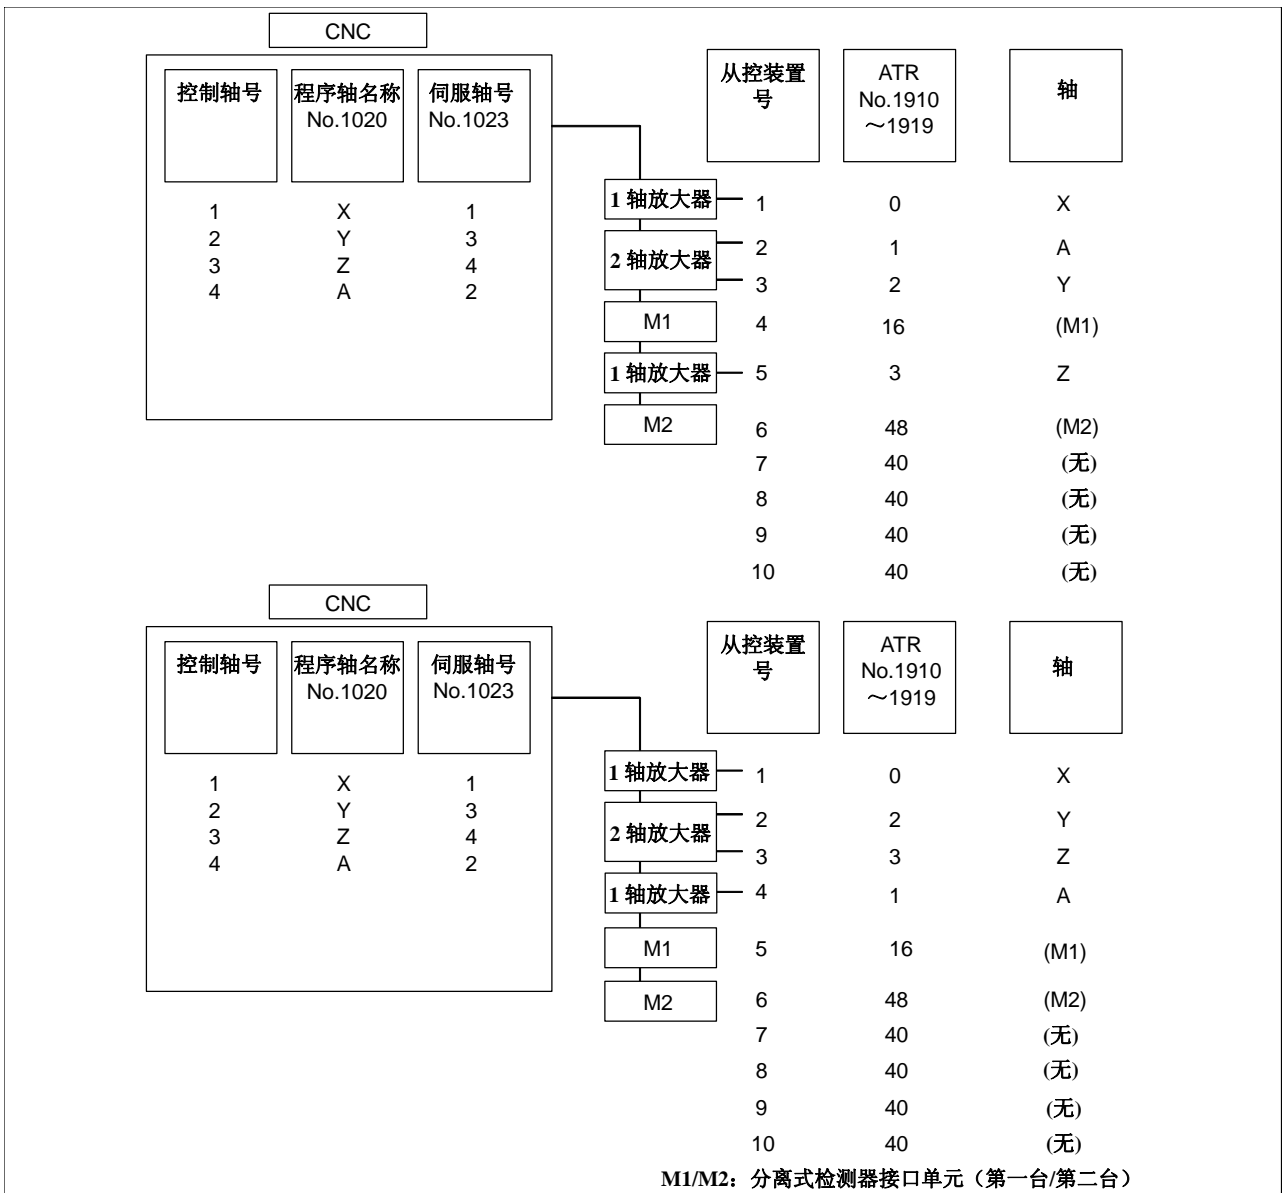 CNC
控制轴号 程序轴名称 伺服轴号 从控装置 ATR 轴
No.1020 No.1023 号 No.1910
～1919
1轴放大器 1 0 X
1 X 1
2 Y 3 2 1 A
2轴放大器
3 Z 4
4 A 2 3 2 Y
M1 4 16 (M1)
1轴放大器 5 3 Z
M2 6 48 (M2)
7 40 (无)
8 40 (无)
9 40 (无)
10 40 (无)
CNC
控制轴号 程序轴名称 伺服轴号 从控装置 ATR 轴
No.1020 No.1023 号 No.1910
～1919
1轴放大器 1 0 X
1 X 1
2 Y 3 2 2 Y
2轴放大器
3 Z 4
4 A 2 3 3 Z
1轴放大器 4 1 A
M1 5 16 (M1)
M2 6 48 (M2)
7 40 (无)
8 40 (无)
9 40 (无)
10 40 (无)
M1/M2：分离式检测器接口单元（第一台/第二台）